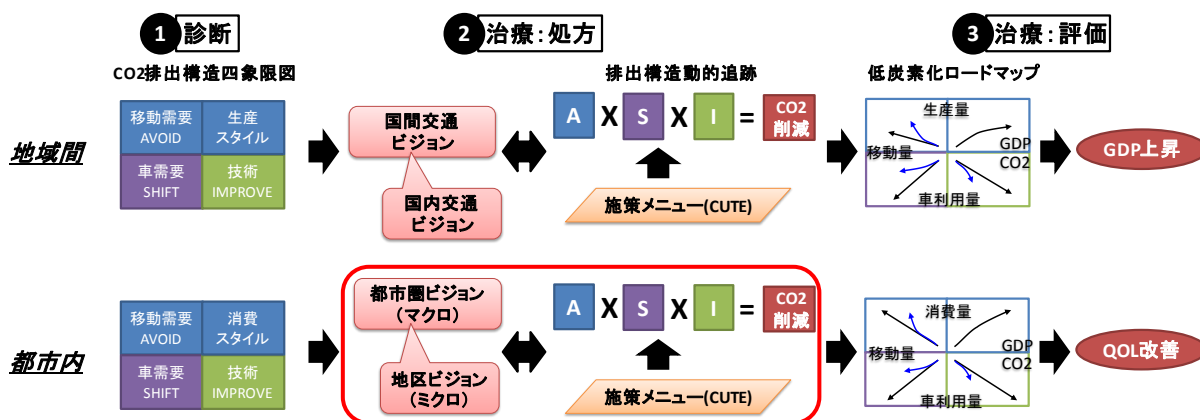 1 診断
2 治療:処方
3 治療:評価
CO2排出構造四象限図
排出構造動的追跡
低炭素化ロードマップ
地域間
移動需要
AVOID
生産
スタイル
車需要
SHIFT
技術
IMPROVE
国間交通
ビジョン
国内交通
ビジョン
A X S X I = CO2
削減
施策メニュー(CUTE)
生産量
GDP
移動量
CO2
車利用量
GDP上昇
都市内
移動需要
AVOID
消費
スタイル
車需要
SHIFT
技術
IMPROVE
都市圏ビジョン
(マクロ)
地区ビジョン
(ミクロ)
A X S X I = CO2
削減
施策メニュー(CUTE)
消費量
GDP
移動量
CO2
車利用量
QOL改善